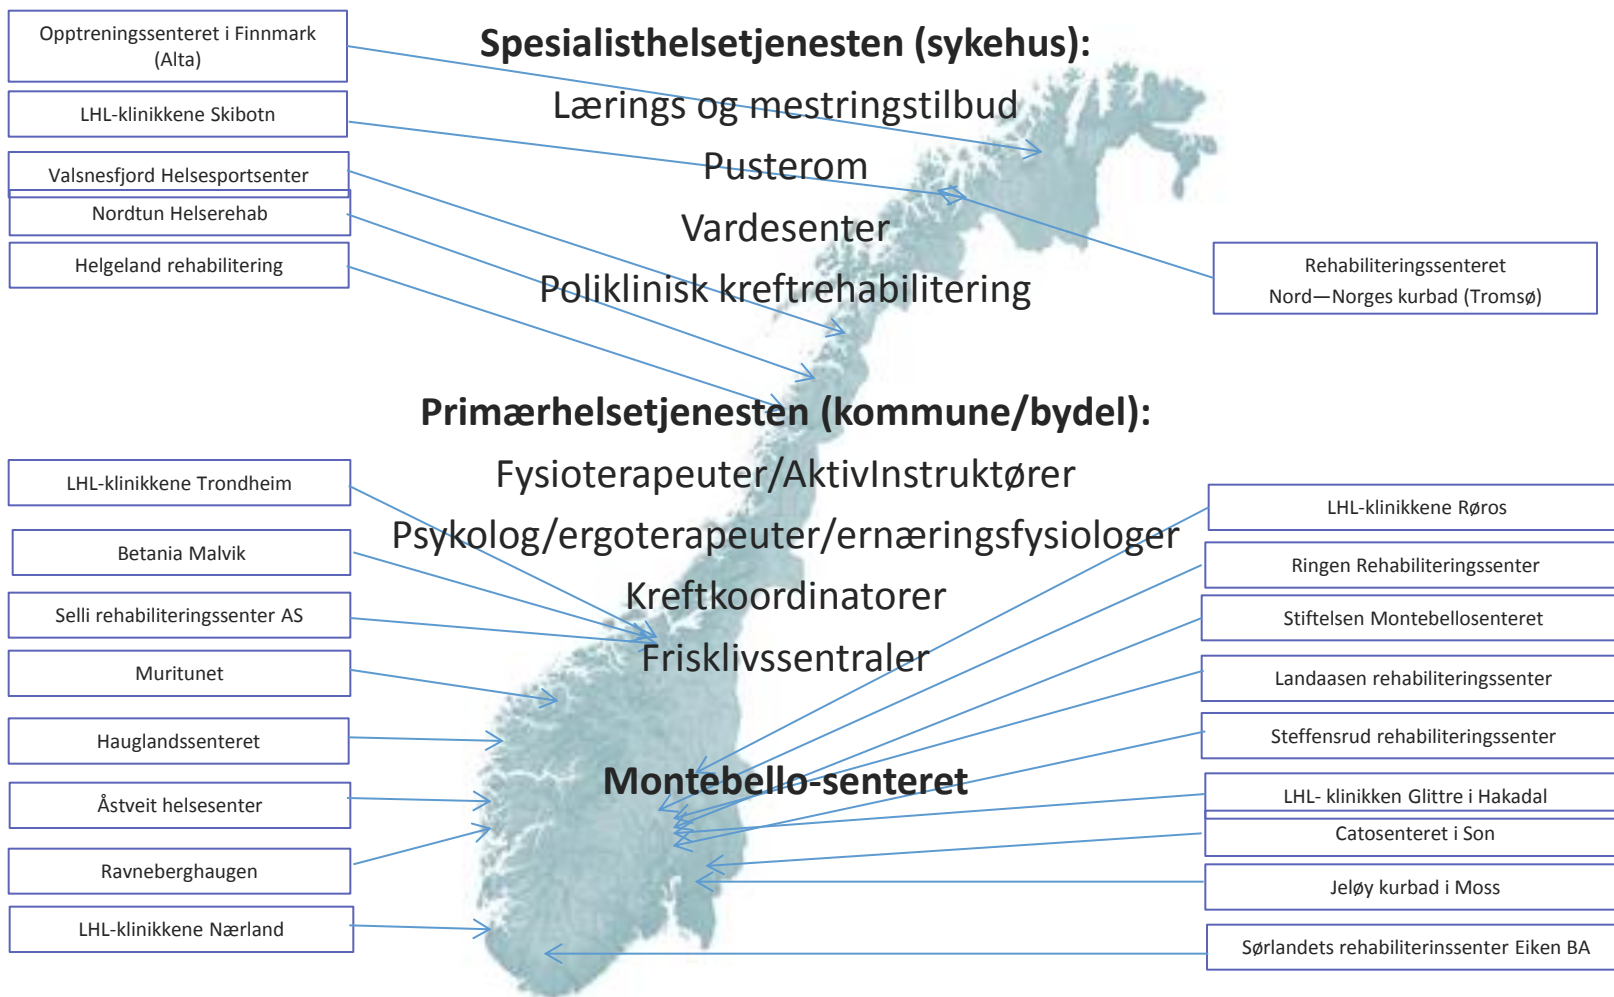 Opptreningssenteret i Finnmark
(Alta)
LHL-klinikkene Skibotn
Valsnesfjord Helsesportsenter
Nordtun Helserehab
Helgeland rehabilitering
Spesialisthelsetjenesten (sykehus):
Lærings og mestringstilbud
Pusterom
Vardesenter
Poliklinisk kreftrehabilitering
Rehabiliteringssenteret
Nord—Norges kurbad (Tromsø)
Primærhelsetjenesten (kommune/bydel):
Fysioterapeuter/AktivInstruktører
Psykolog/ergoterapeuter/ernæringsfysiologer
Kreftkoordinatorer
Frisklivssentraler
Montebello-senteret
LHL-klinikkene Trondheim
Betania Malvik
Selli rehabiliteringssenter AS
Muritunet
Hauglandssenteret
Åstveit helsesenter
Ravneberghaugen
LHL-klinikkene Nærland
LHL-klinikkene Røros
Ringen Rehabiliteringssenter
Stiftelsen Montebellosenteret
Landaasen rehabiliteringssenter
Steffensrud rehabiliteringssenter
LHL- klinikken Glittre i Hakadal
Catosenteret i Son
Jeløy kurbad i Moss
Sørlandets rehabiliterinssenter Eiken BA